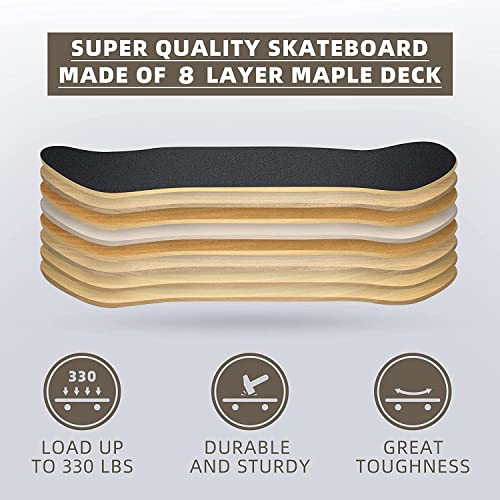 SUPER QUALITY SKATEBOARD
MADE OF 8 LAYER MAPLE DECK
330
LOAD UP
TO 330 LBS
DURABLE
AND STURDY
GREAT
TOUGHNESS